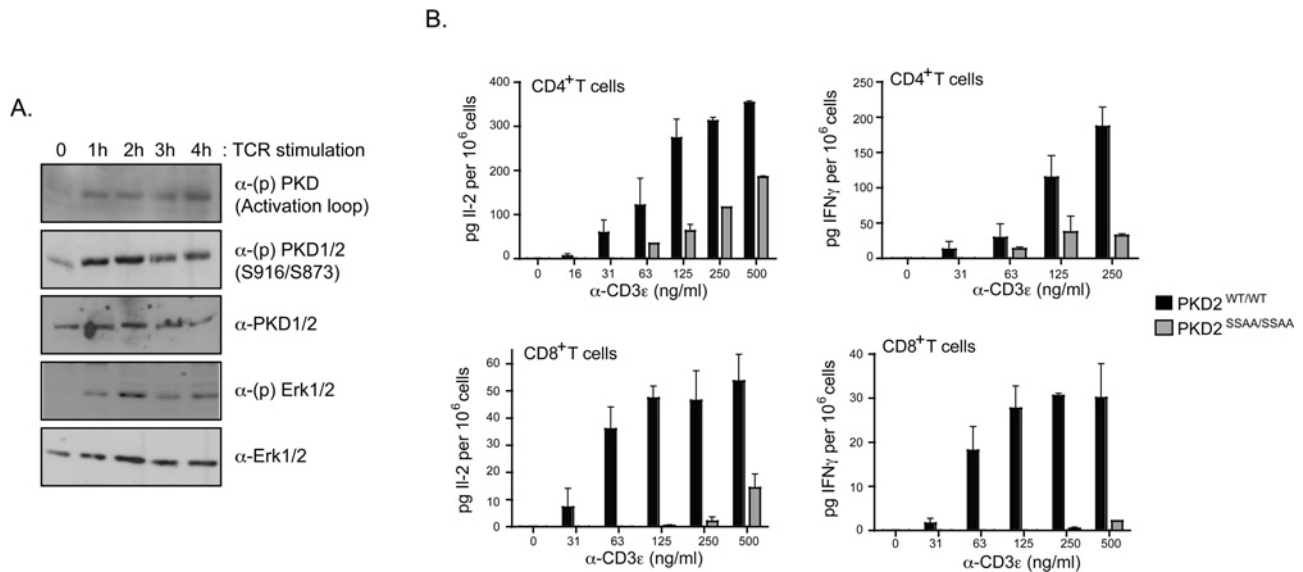 A.
0 1h 2h 3h 4h : TCR stimulation
α-(p) PKD
(Activation loop)
α-(p) PKD1/2
(S916/S873)
α-PKD1/2
α-(p) Erk1/2
α-Erk1/2
B.
CD4+T cells
pg Il-2 per 10^6 cells
400
300
200
100
0
0 16 31 63 125 250 500
α-CD3ε (ng/ml)
CD4+T cells
pg IFNγ per 10^6 cells
250
200
150
100
50
0
0 31 63 125 250
α-CD3ε (ng/ml)
PKD2 WT/WT
PKD2 SSAA/SSAA
CD8+T cells
pg Il-2 per 10^6 cells
60
50
40
30
20
10
0
0 31 63 125 250 500
α-CD3ε (ng/ml)
CD8+T cells
pg IFNγ per 10^6 cells
40
30
20
10
0
0 31 63 125 250 500
α-CD3ε (ng/ml)